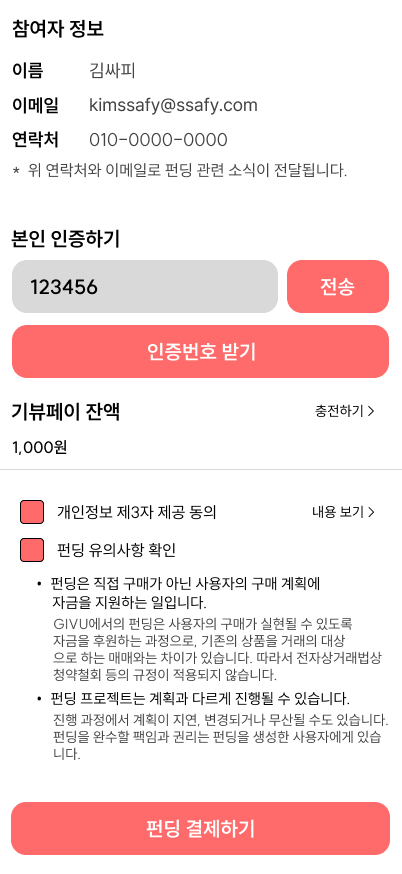 참여자 정보
이름 김싸피
이메일 kimssafy@ssafy.com
연락처 010-0000-0000
* 위 연락처와 이메일로 펀딩 관련 소식이 전달됩니다.
본인 인증하기
123456 전송
인증번호 받기
기뷰페이 잔액 충전하기 >
1,000원
개인정보 제3자 제공 동의 내용 보기 >
펀딩 유의사항 확인
• 펀딩은 직접 구매가 아닌 사용자의 구매 계획에
자금을 지원하는 일입니다.
GIVU에서의 펀딩은 사용자의 구매가 실현될 수 있도록
자금을 후원하는 과정으로, 기존의 상품을 거래의 대상
으로 하는 매매와는 차이가 있습니다. 따라서 전자상거래법상
청약철회 등의 규정이 적용되지 않습니다.
• 펀딩 프로젝트는 계획과 다르게 진행될 수 있습니다.
진행 과정에서 계획이 지연, 변경되거나 무산될 수도 있습니다.
펀딩을 완수할 팩임과 권리는 펀딩을 생성한 사용자에게 있습
니다.
펀딩 결제하기